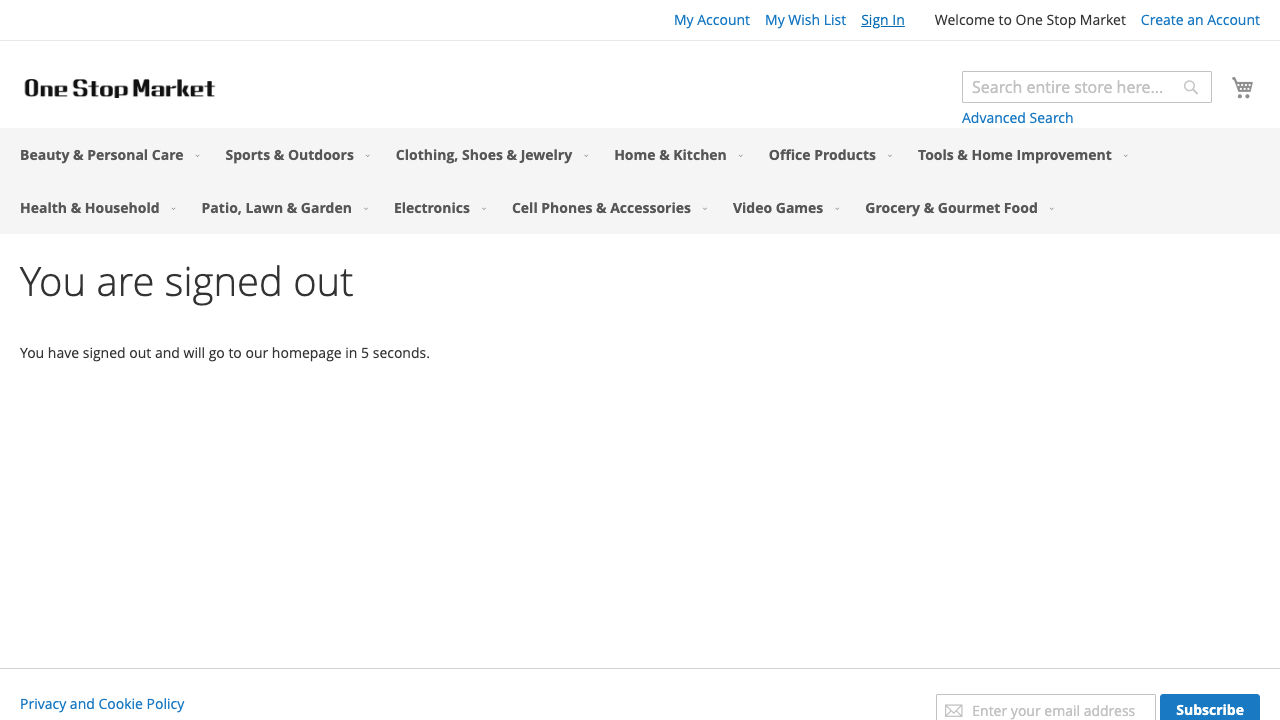 My Account My Wish List Sign In Welcome to One Stop Market Create an Account
One Stop Market
Search entire store here...
Advanced Search
Beauty & Personal Care Sports & Outdoors Clothing, Shoes & Jewelry Home & Kitchen Office Products Tools & Home Improvement
Health & Household Patio, Lawn & Garden Electronics Cell Phones & Accessories Video Games Grocery & Gourmet Food
You are signed out
You have signed out and will go to our homepage in 5 seconds.
Privacy and Cookie Policy
Enter your email address
Subscribe